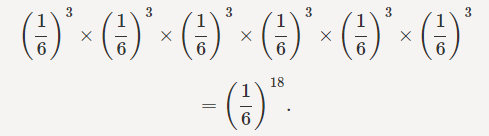 (1/6)³ × (1/6)³ × (1/6)³ × (1/6)³ × (1/6)³ × (1/6)³
= (1/6)¹⁸.